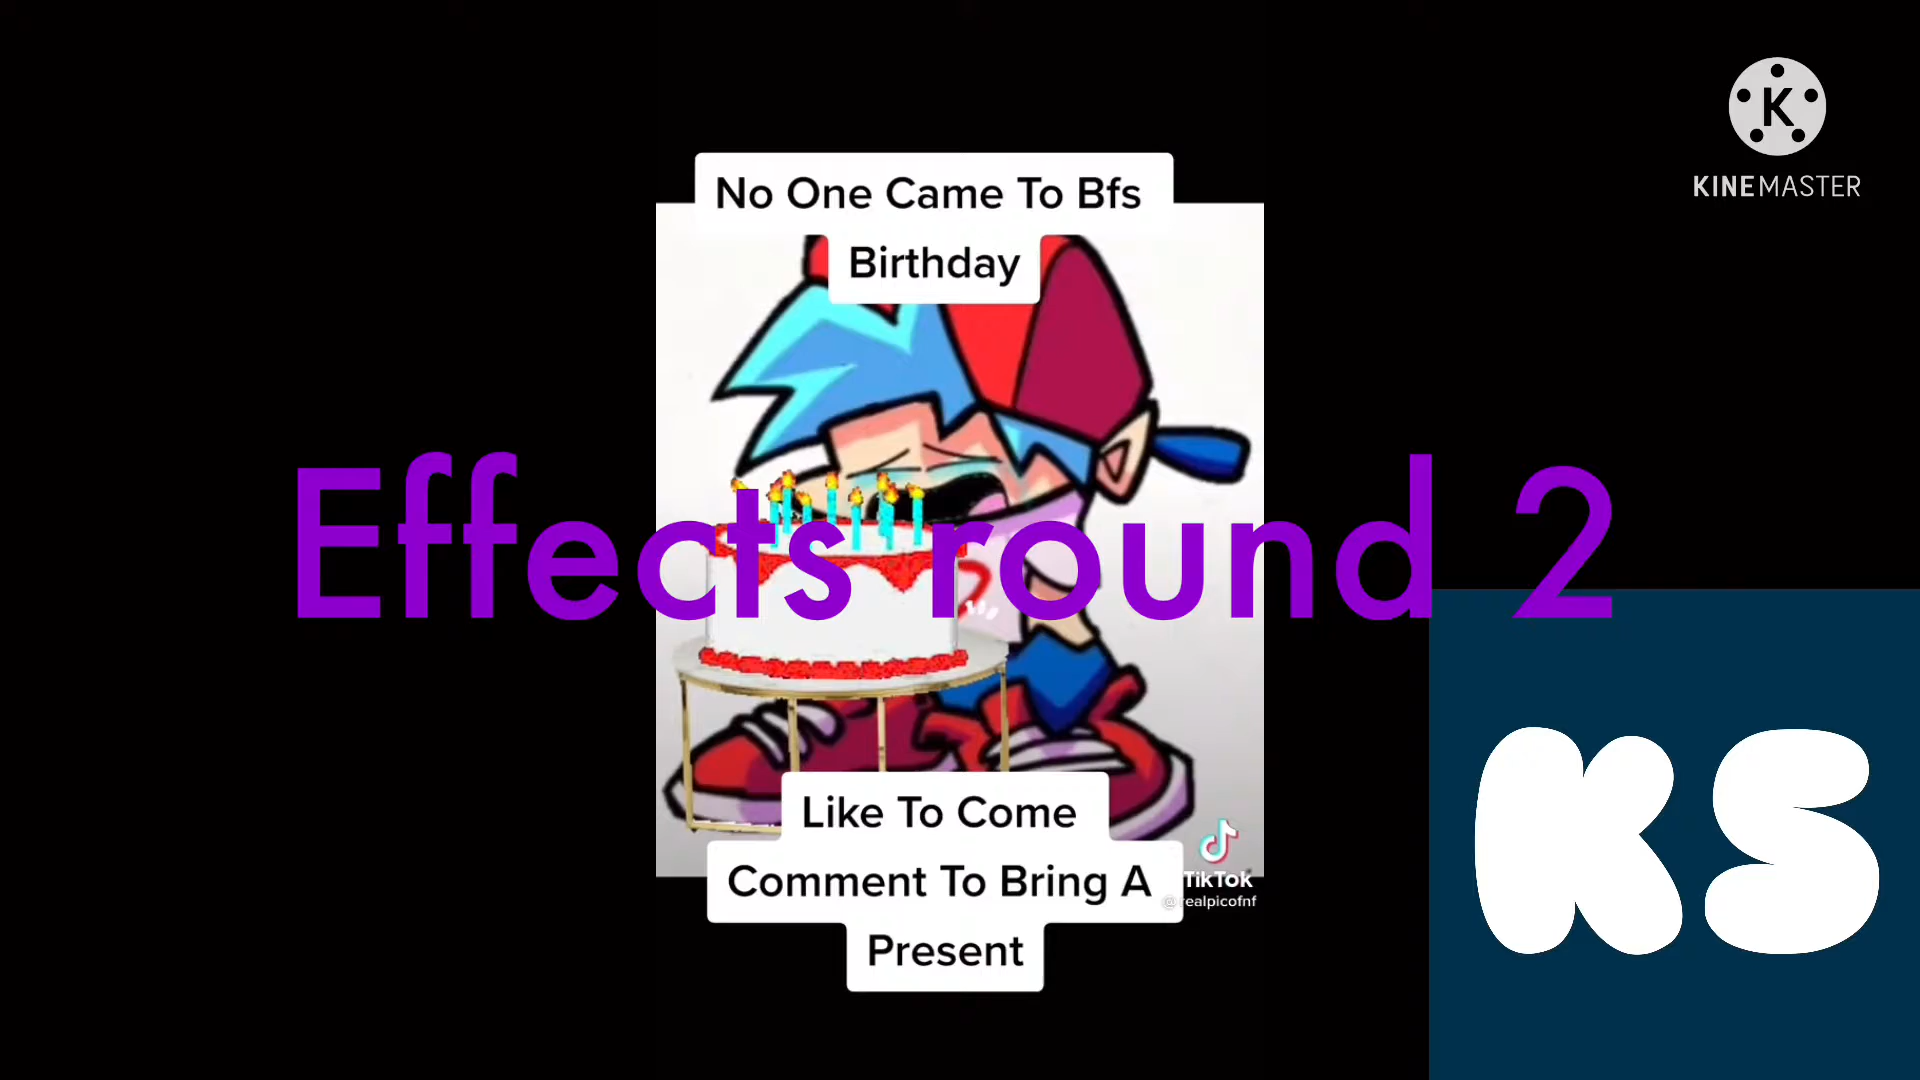 K
KINEMASTER
No One Came To Bfs
Birthday
Effects round 2
Like To Come
Comment To Bring A
Present
TikTok
@realpicofnf
KS